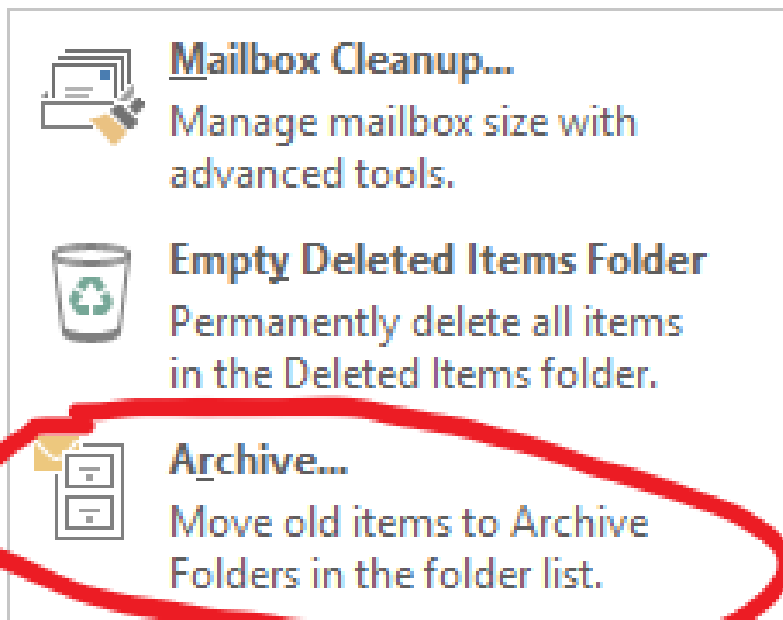 Mailbox Cleanup...
Manage mailbox size with
advanced tools.
Empty Deleted Items Folder
Permanently delete all items
in the Deleted Items folder.
Archive...
Move old items to Archive
Folders in the folder list.